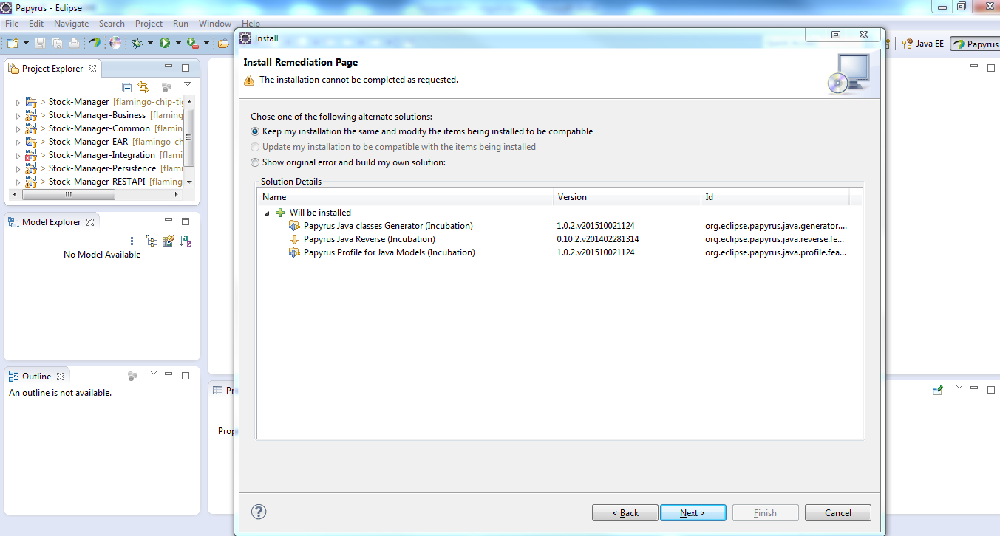 Papyrus - Eclipse
File Edit Navigate Search Project Run Window Help
Java EE Papyrus
Project Explorer
> Stock-Manager [flamingo-chip-tic
> Stock-Manager-Business [flaming
> Stock-Manager-Common [flaming
> Stock-Manager-EAR [flamingo-ch
> Stock-Manager-Integration [flami
> Stock-Manager-Persistence [flami
> Stock-Manager-RESTAPI [flaming
Model Explorer
No Model Available
Outline
An outline is not available.
Pr
Prop
Install
Install Remediation Page
The installation cannot be completed as requested.
Chose one of the following alternate solutions:
Keep my installation the same and modify the items being installed to be compatible
Update my installation to be compatible with the items being installed
Show original error and build my own solution:
Solution Details
Name Version Id
Will be installed
Papyrus Java classes Generator (Incubation) 1.0.2.v201510021124 org.eclipse.papyrus.java.generator....
Papyrus Java Reverse (Incubation) 0.10.2.v201402281314 org.eclipse.papyrus.java.reverse.fe...
Papyrus Profile for Java Models (Incubation) 1.0.2.v201510021124 org.eclipse.papyrus.java.profile.fea...
< Back Next > Finish Cancel